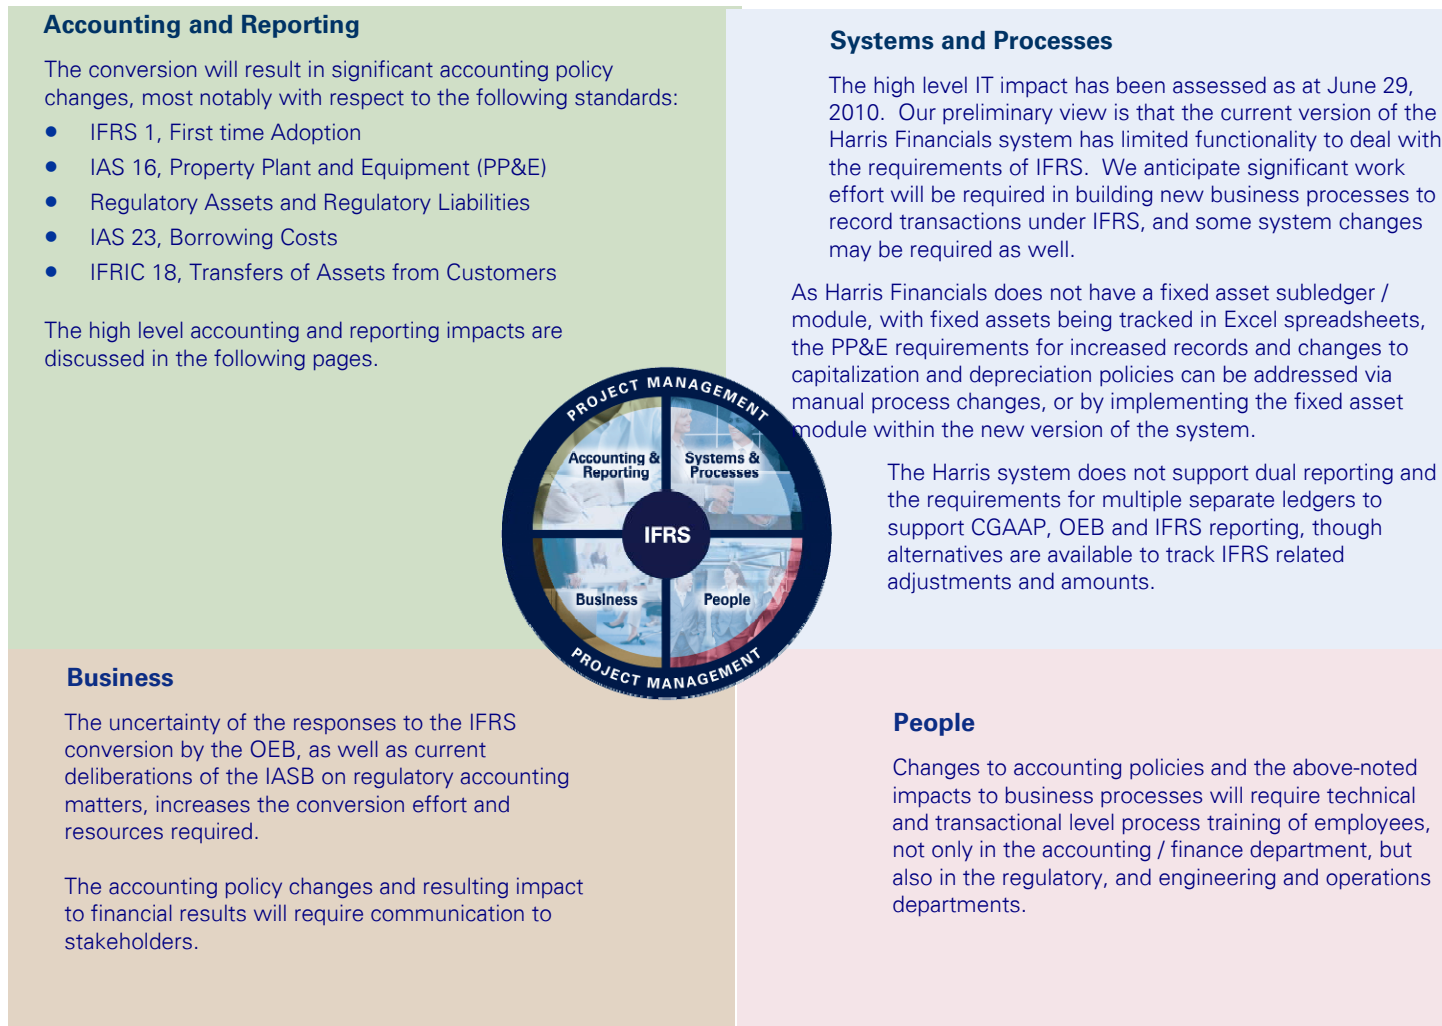 Accounting and Reporting
The conversion will result in significant accounting policy
changes, most notably with respect to the following standards:
• IFRS 1, First time Adoption
• IAS 16, Property Plant and Equipment (PP&E)
• Regulatory Assets and Regulatory Liabilities
• IAS 23, Borrowing Costs
• IFRIC 18, Transfers of Assets from Customers
The high level accounting and reporting impacts are
discussed in the following pages.
Systems and Processes
The high level IT impact has been assessed as at June 29,
2010.  Our preliminary view is that the current version of the
Harris Financials system has limited functionality to deal with
the requirements of IFRS.  We anticipate significant work
effort will be required in building new business processes to
record transactions under IFRS, and some system changes
may be required as well.
As Harris Financials does not have a fixed asset subledger /
module, with fixed assets being tracked in Excel spreadsheets,
the PP&E requirements for increased records and changes to
capitalization and depreciation policies can be addressed via
manual process changes, or by implementing the fixed asset
module within the new version of the system.
The Harris system does not support dual reporting and
the requirements for multiple separate ledgers to
support CGAAP, OEB and IFRS reporting, though
alternatives are available to track IFRS related
adjustments and amounts.
PROJECT MANAGEMENT
Accounting &
Reporting
Systems &
Processes
IFRS
Business
People
PROJECT MANAGEMENT
Business
The uncertainty of the responses to the IFRS
conversion by the OEB, as well as current
deliberations of the IASB on regulatory accounting
matters, increases the conversion effort and
resources required.
The accounting policy changes and resulting impact
to financial results will require communication to
stakeholders.
People
Changes to accounting policies and the above-noted
impacts to business processes will require technical
and transactional level process training of employees,
not only in the accounting / finance department, but
also in the regulatory, and engineering and operations
departments.